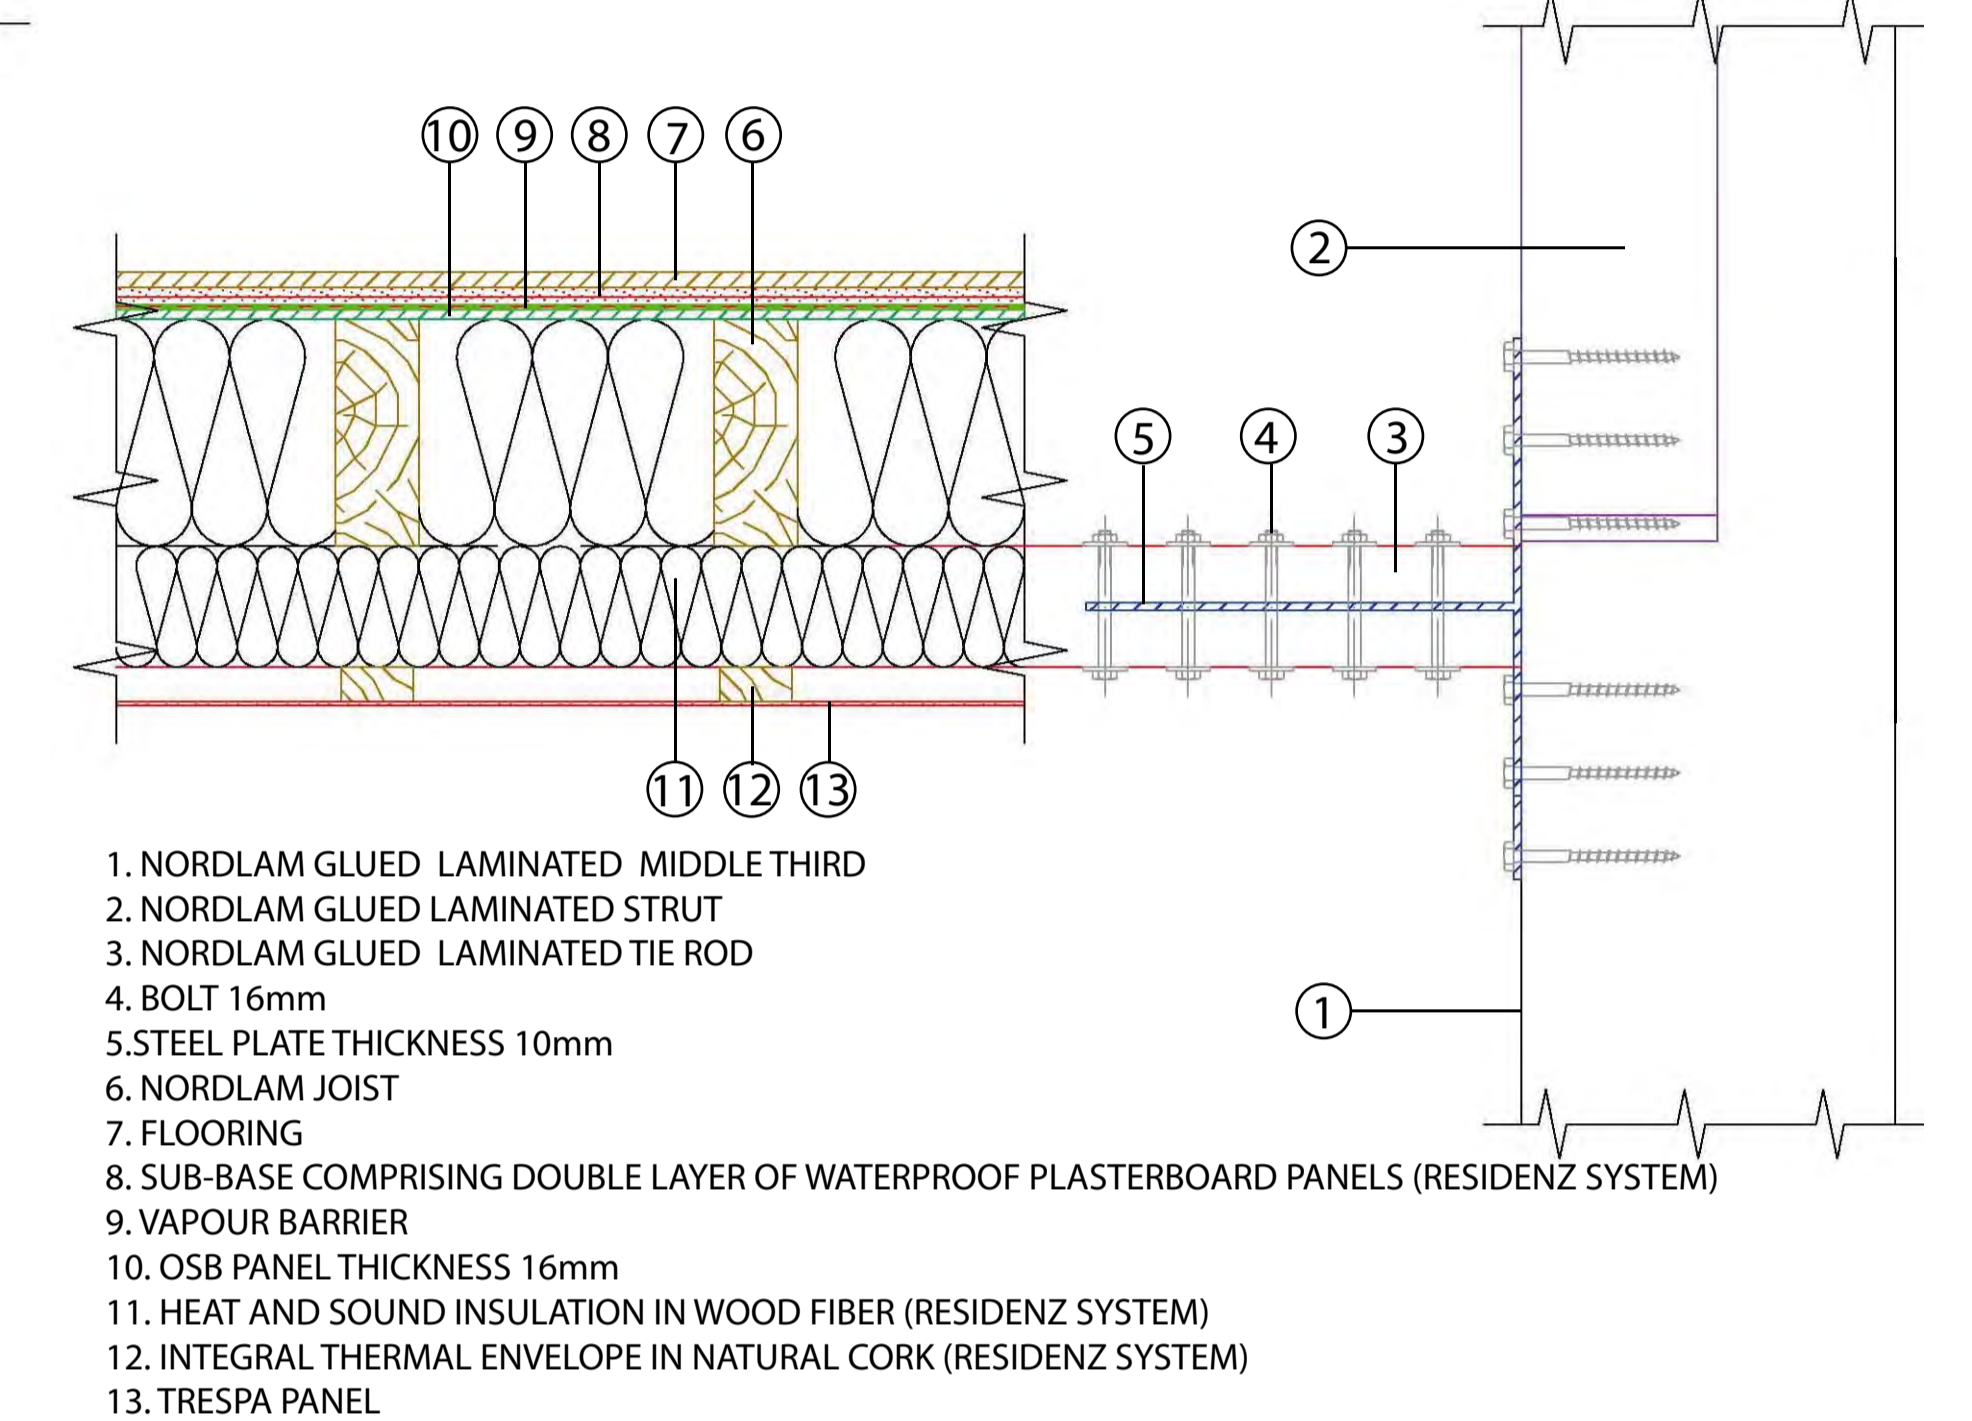 10 9 8 7 6
2
5 4 3
11 12 13
1
1. NORDLAM GLUED LAMINATED MIDDLE THIRD
2. NORDLAM GLUED LAMINATED STRUT
3. NORDLAM GLUED LAMINATED TIE ROD
4. BOLT 16mm
5.STEEL PLATE THICKNESS 10mm
6. NORDLAM JOIST
7. FLOORING
8. SUB-BASE COMPRISING DOUBLE LAYER OF WATERPROOF PLASTERBOARD PANELS (RESIDENZ SYSTEM)
9. VAPOUR BARRIER
10. OSB PANEL THICKNESS 16mm
11. HEAT AND SOUND INSULATION IN WOOD FIBER (RESIDENZ SYSTEM)
12. INTEGRAL THERMAL ENVELOPE IN NATURAL CORK (RESIDENZ SYSTEM)
13. TRESPA PANEL